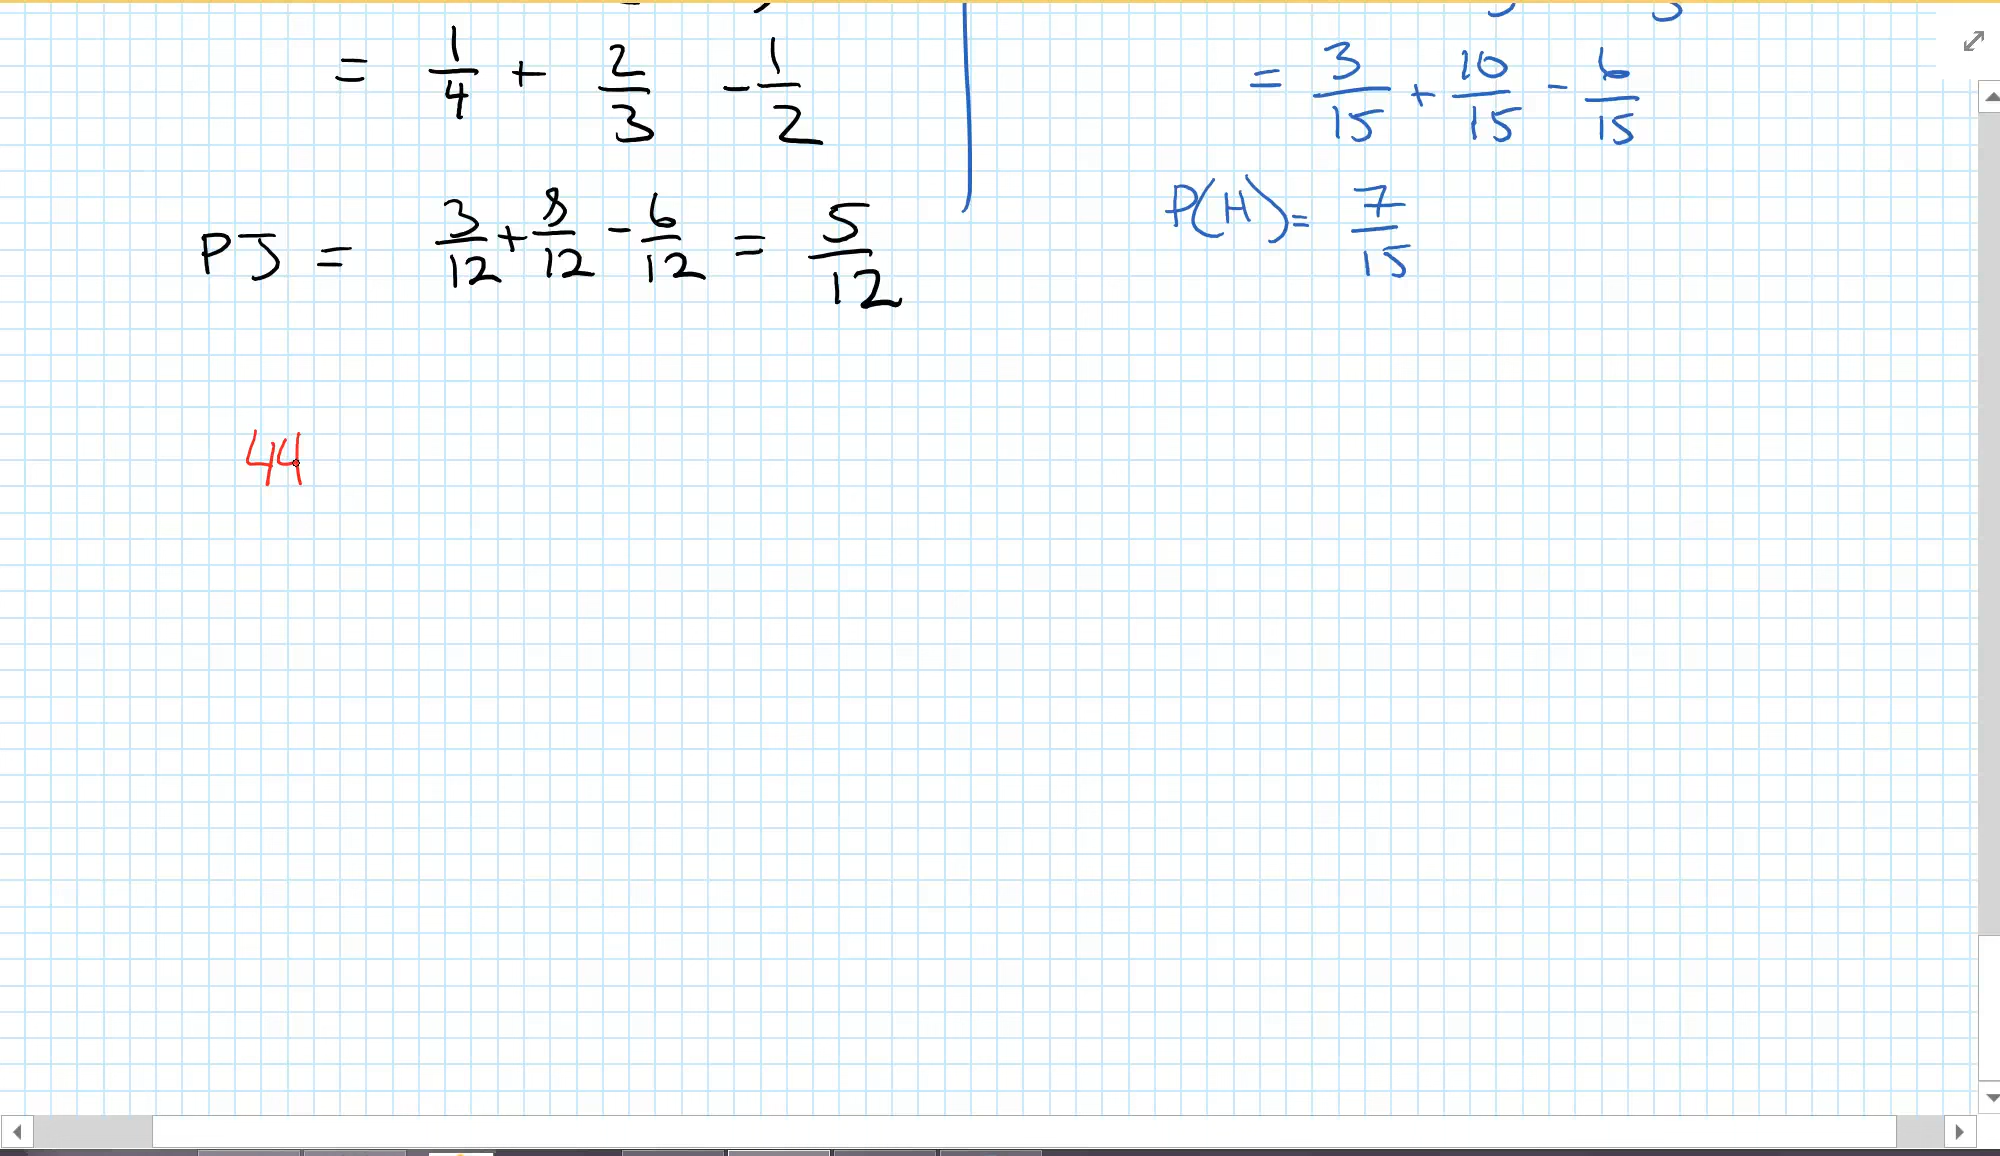 = 1/4 + 2/3 - 1/2
PJ = 3/12 + 8/12 - 6/12 = 5/12
44
= 3/15 + 10/15 - 6/15
P(H) = 7/15